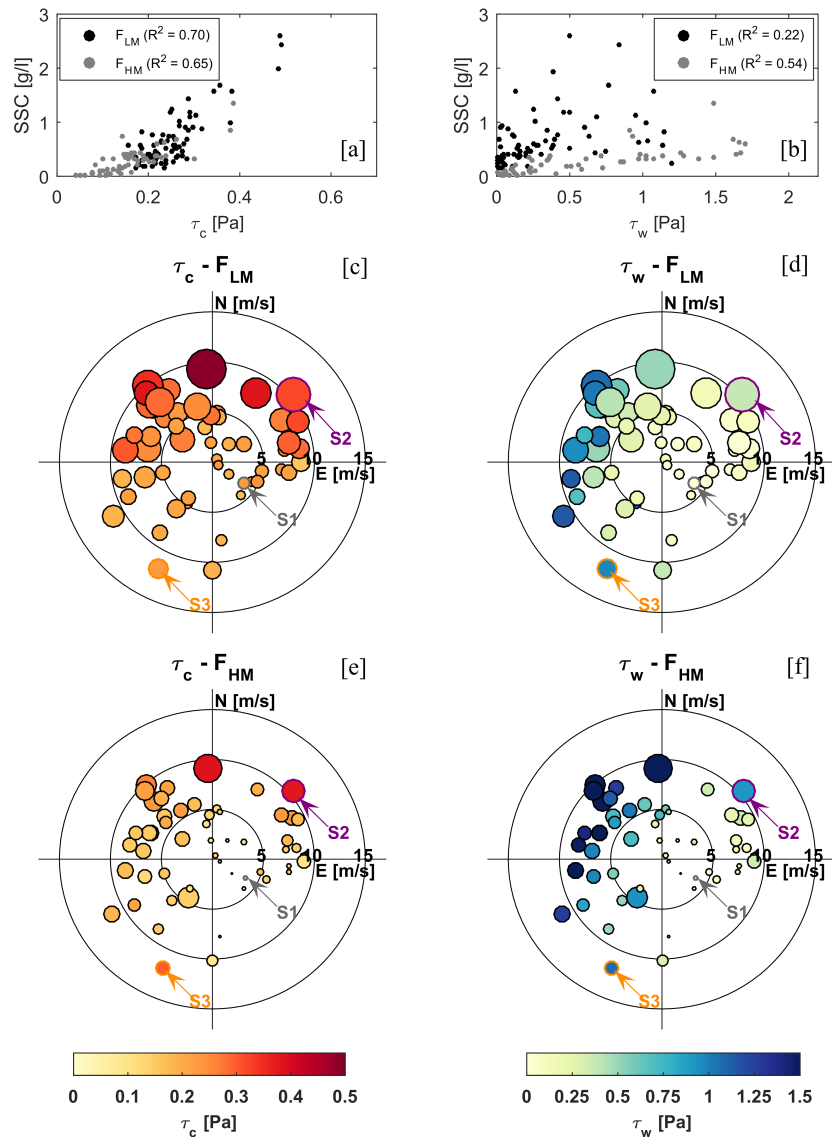 3
2
1
0
SSC [g/l]
F_LM (R² = 0.70)
F_HM (R² = 0.65)
[a]
0.2
0.4
0.6
τ_c [Pa]
3
2
1
0
SSC [g/l]
F_LM (R² = 0.22)
F_HM (R² = 0.54)
[b]
0
0.5
1
1.5
2
τ_w [Pa]
τ_c - F_LM
[c]
N [m/s]
5
10
15
E [m/s]
S1
S2
S3
τ_w - F_LM
[d]
N [m/s]
5
10
15
E [m/s]
S1
S2
S3
τ_c - F_HM
[e]
N [m/s]
5
10
15
E [m/s]
S1
S2
S3
τ_w - F_HM
[f]
N [m/s]
5
10
15
E [m/s]
S1
S2
S3
0 0.1 0.2 0.3 0.4 0.5
τ_c [Pa]
0 0.25 0.5 0.75 1 1.25 1.5
τ_w [Pa]